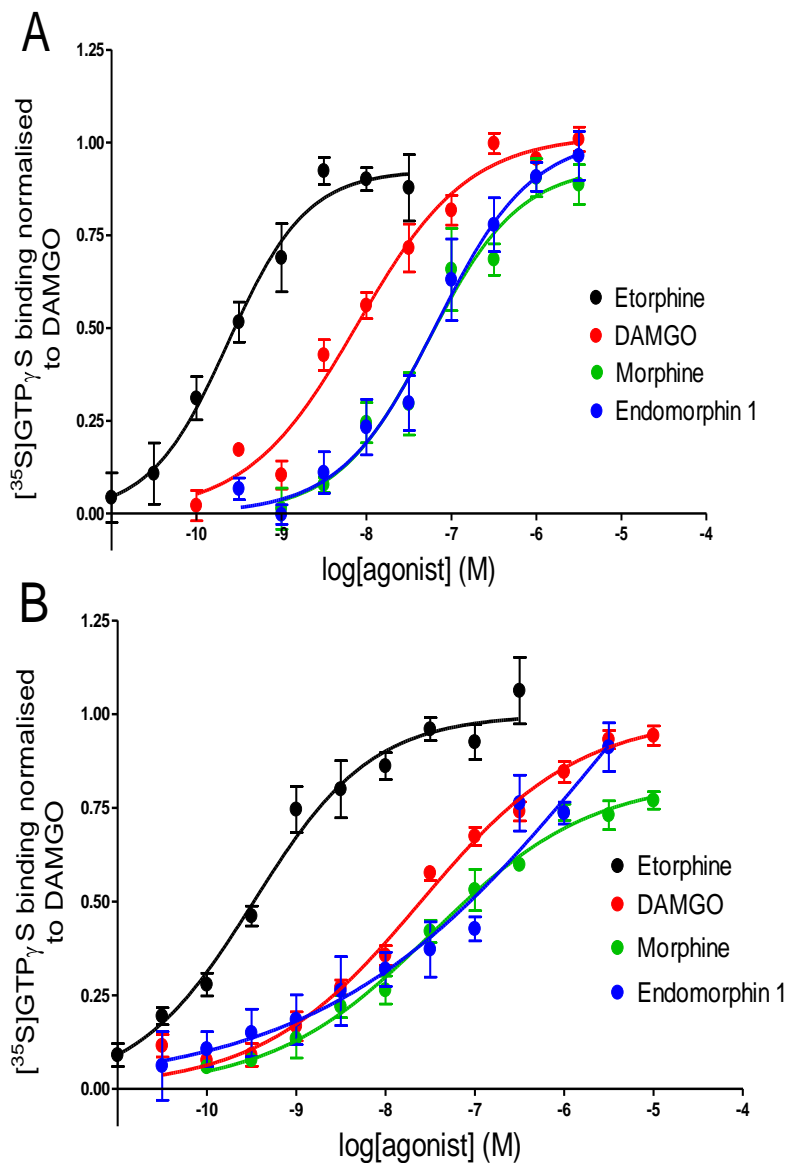 A
1.25
1.00
0.75
0.50
0.25
0.00
[³⁵S]GTPγS binding normalised
to DAMGO
-10
-9
-8
-7
-6
-5
-4
log[agonist] (M)
Etorphine
DAMGO
Morphine
Endomorphin 1
B
1.25
1.00
0.75
0.50
0.25
0.00
[³⁵S]GTPγS binding normalised
to DAMGO
-10
-9
-8
-7
-6
-5
-4
log[agonist] (M)
Etorphine
DAMGO
Morphine
Endomorphin 1